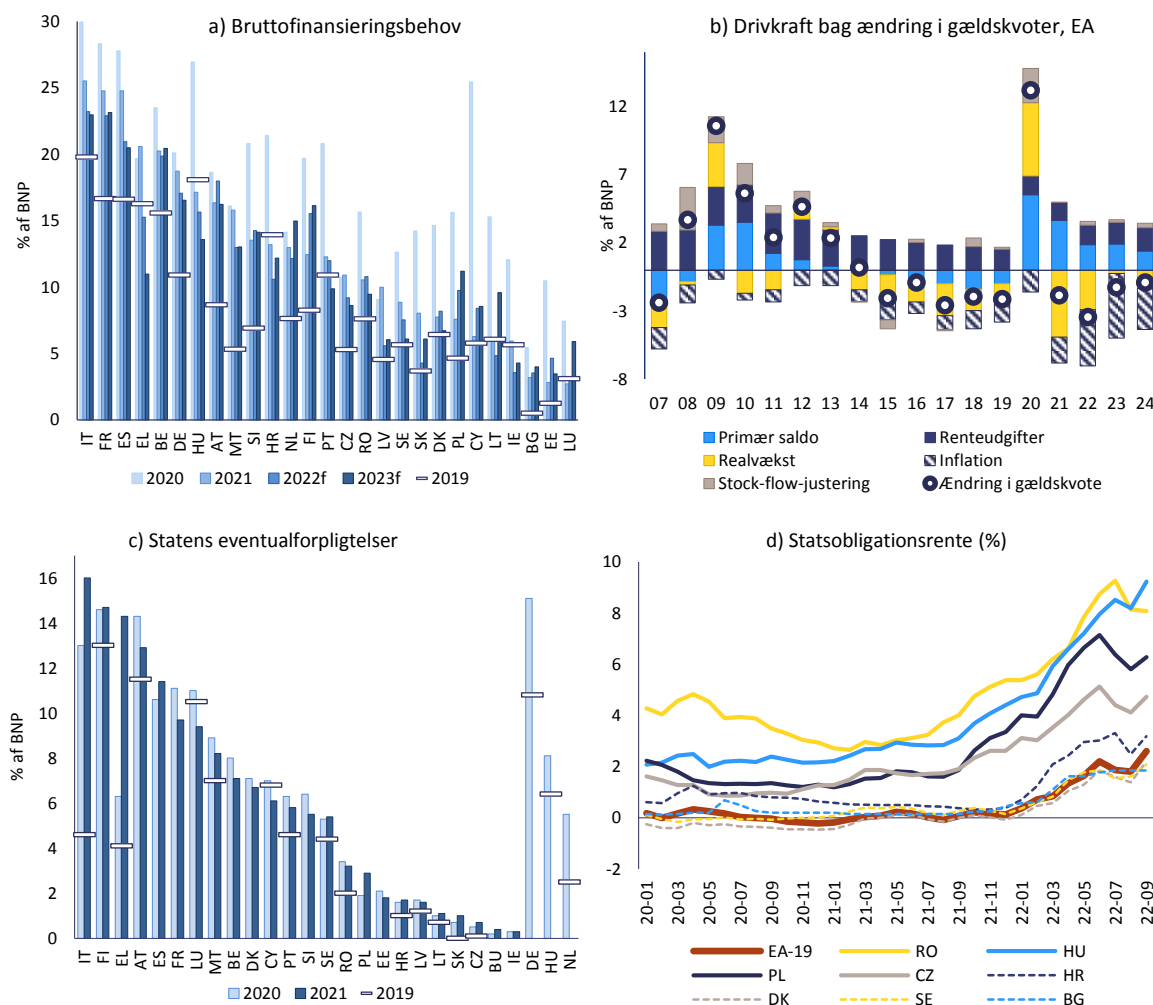 a) Bruttofinansieringsbehov
% af BNP
30
25
20
15
10
5
0
IT FR ES EL BE DE HU AT MT SI HR NL FI PT CZ RO LV SE SK DK PL CY LT IE BG EE LU
2020 2021 2022f 2023f 2019
b) Drivkraft bag ændring i gældskvoter, EA
% af BNP
12
7
2
-3
-8
07 08 09 10 11 12 13 14 15 16 17 18 19 20 21 22 23 24
Primær saldo Renteudgifter
Realvækst Inflation
Stock-flow-justering Ændring i gældskvote
c) Statens eventualforpligtelser
% af BNP
16
14
12
10
8
6
4
2
0
IT FI EL AT ES FR LU MT BE DK CY PT SI SE RO PL EE HR LV LT SK CZ BU IE DE HU NL
2020 2021 2019
d) Statsobligationsrente (%)
10
8
6
4
2
0
-2
20-01 20-03 20-05 20-07 20-09 20-11 21-01 21-03 21-05 21-07 21-09 21-11 22-01 22-03 22-05 22-07 22-09
EA-19 RO HU
PL CZ HR
DK SE BG